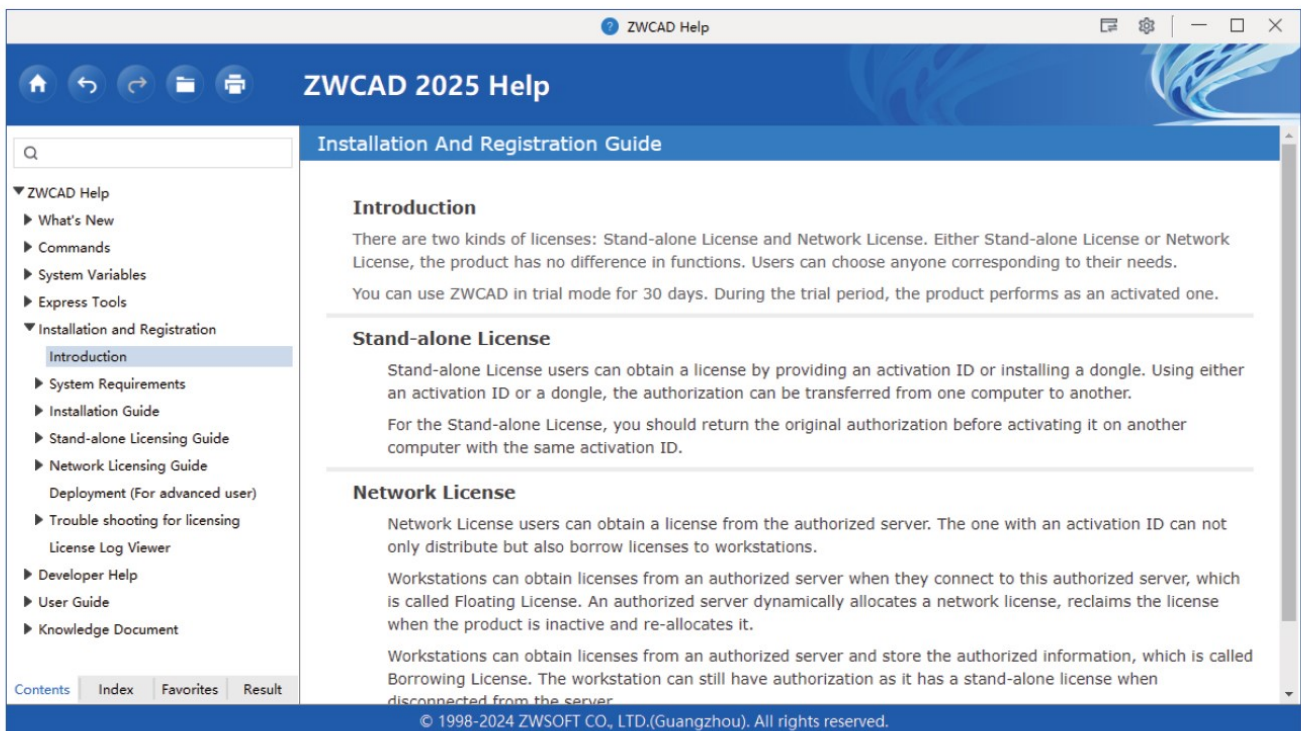 ZWCAD Help
ZWCAD 2025 Help
ZWCAD Help
What's New
Commands
System Variables
Express Tools
Installation and Registration
Introduction
System Requirements
Installation Guide
Stand-alone Licensing Guide
Network Licensing Guide
Deployment (For advanced user)
Trouble shooting for licensing
License Log Viewer
Developer Help
User Guide
Knowledge Document
Contents Index Favorites Result
Installation And Registration Guide
Introduction
There are two kinds of licenses: Stand-alone License and Network License. Either Stand-alone License or Network
License, the product has no difference in functions. Users can choose anyone corresponding to their needs.
You can use ZWCAD in trial mode for 30 days. During the trial period, the product performs as an activated one.
Stand-alone License
Stand-alone License users can obtain a license by providing an activation ID or installing a dongle. Using either
an activation ID or a dongle, the authorization can be transferred from one computer to another.
For the Stand-alone License, you should return the original authorization before activating it on another
computer with the same activation ID.
Network License
Network License users can obtain a license from the authorized server. The one with an activation ID can not
only distribute but also borrow licenses to workstations.
Workstations can obtain licenses from an authorized server when they connect to this authorized server, which
is called Floating License. An authorized server dynamically allocates a network license, reclaims the license
when the product is inactive and re-allocates it.
Workstations can obtain licenses from an authorized server and store the authorized information, which is called
Borrowing License. The workstation can still have authorization as it has a stand-alone license when
disconnected from the server.
© 1998-2024 ZWSOFT CO., LTD.(Guangzhou). All rights reserved.